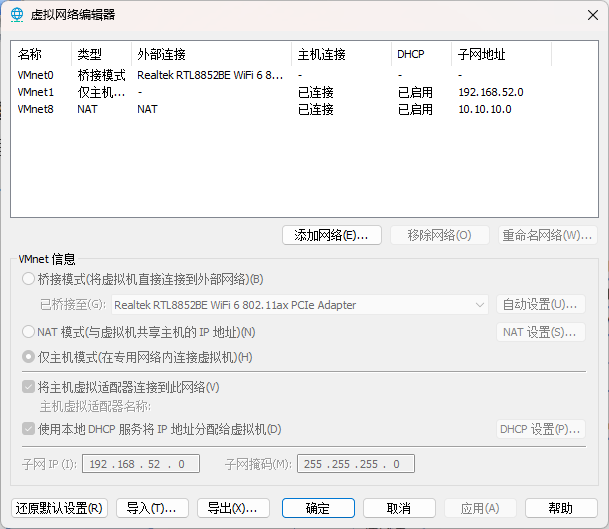 虚拟网络编辑器
名称 类型 外部连接 主机连接 DHCP 子网地址
VMnet0 桥接模式 Realtek RTL8852BE WiFi 6 8... - - -
VMnet1 仅主机... - 已连接 已启用 192.168.52.0
VMnet8 NAT NAT 已连接 已启用 10.10.10.0
添加网络(E)... 移除网络(O) 重命名网络(W)...
VMnet 信息
桥接模式(将虚拟机直接连接到外部网络)(B)
已桥接至(G): Realtek RTL8852BE WiFi 6 802.11ax PCIe Adapter 自动设置(U)...
NAT 模式(与虚拟机共享主机的 IP 地址)(N) NAT 设置(S)...
仅主机模式(在专用网络内连接虚拟机)(H)
将主机虚拟适配器连接到此网络(V)
主机虚拟适配器名称:
使用本地 DHCP 服务将 IP 地址分配给虚拟机(D) DHCP 设置(P)...
子网 IP (I): 192 . 168 . 52 . 0 子网掩码(M): 255 . 255 . 255 . 0
还原默认设置(R) 导入(T)... 导出(X)... 确定 取消 应用(A) 帮助